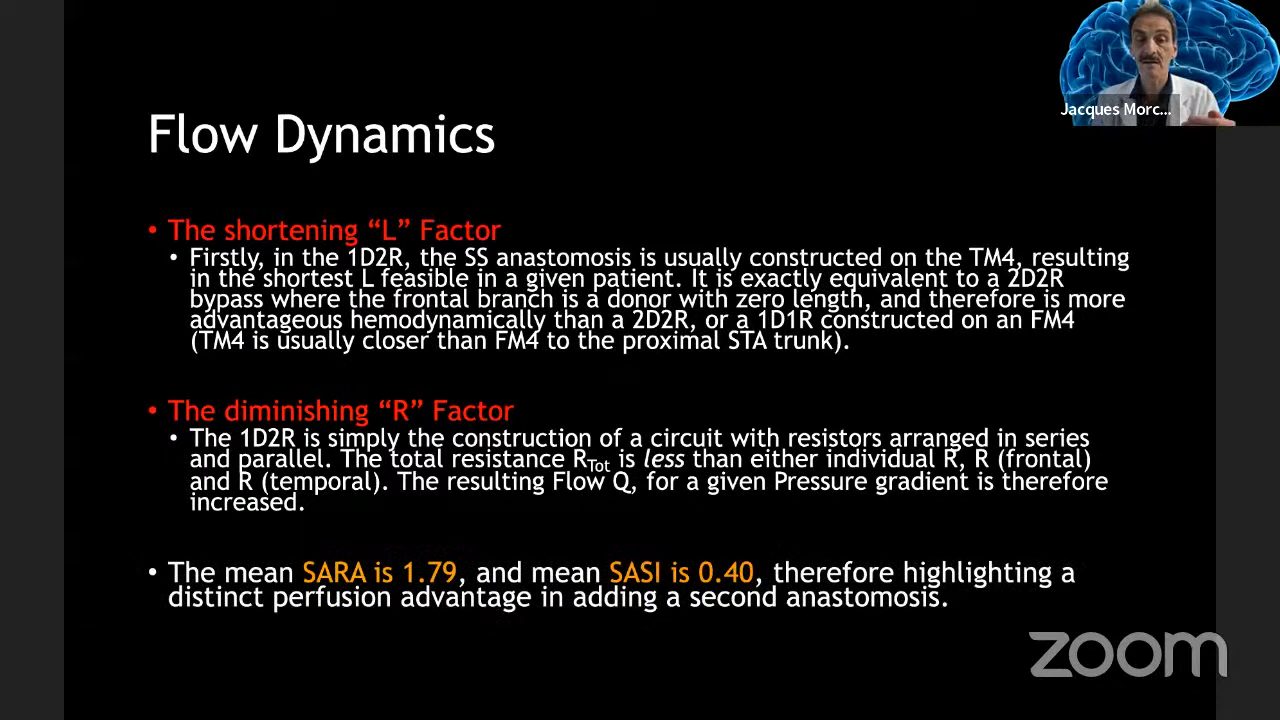 Jacques Morc...
Flow Dynamics
• The shortening “L” Factor
• Firstly, in the 1D2R, the SS anastomosis is usually constructed on the TM4, resulting
in the shortest L feasible in a given patient. It is exactly equivalent to a 2D2R
bypass where the frontal branch is a donor with zero length, and therefore is more
advantageous hemodynamically than a 2D2R, or a 1D1R constructed on an FM4
(TM4 is usually closer than FM4 to the proximal STA trunk).
• The diminishing “R” Factor
• The 1D2R is simply the construction of a circuit with resistors arranged in series
and parallel. The total resistance RTot is less than either individual R, R (frontal)
and R (temporal). The resulting Flow Q, for a given Pressure gradient is therefore
increased.
• The mean SARA is 1.79, and mean SASI is 0.40, therefore highlighting a
distinct perfusion advantage in adding a second anastomosis.
zoom